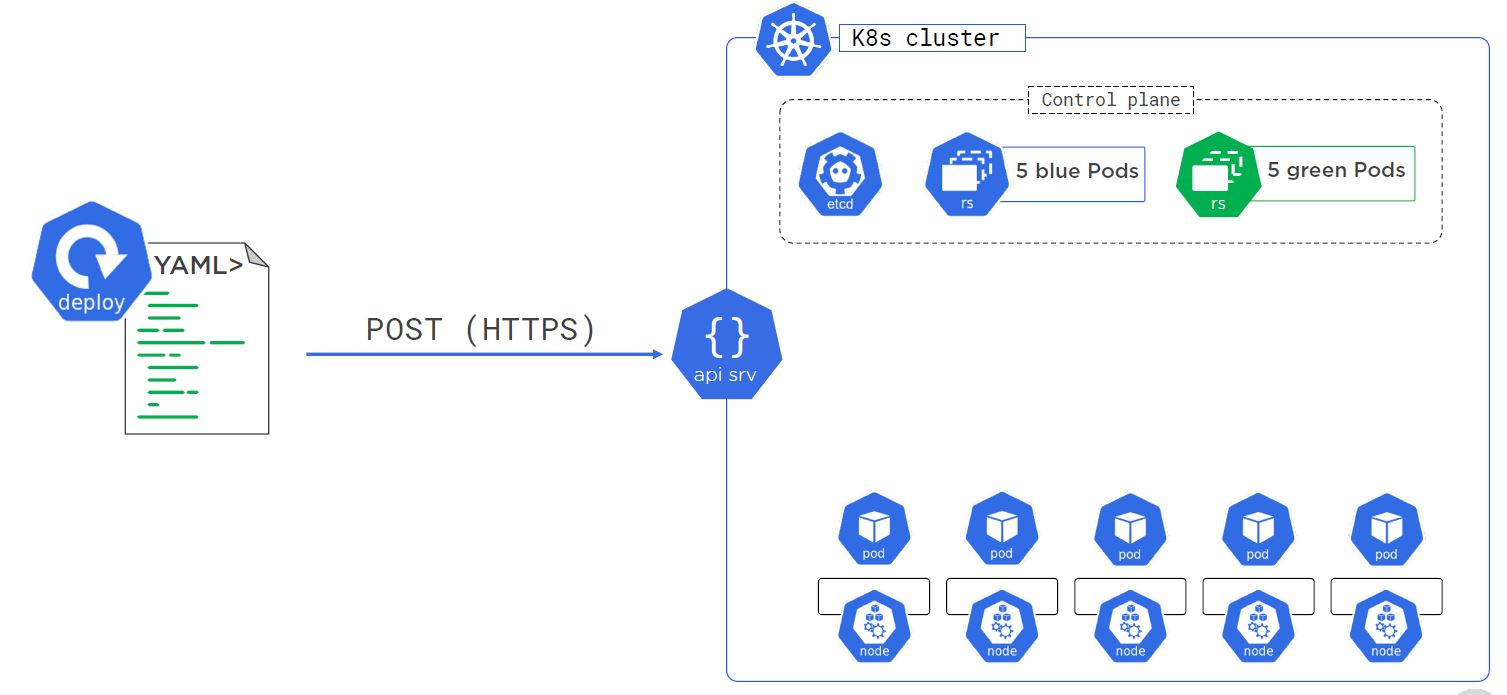 K8s cluster
Control plane
etcd
rs
5 blue Pods
rs
5 green Pods
YAML>
deploy
POST (HTTPS)
{}
api srv
pod
pod
pod
pod
pod
node
node
node
node
node